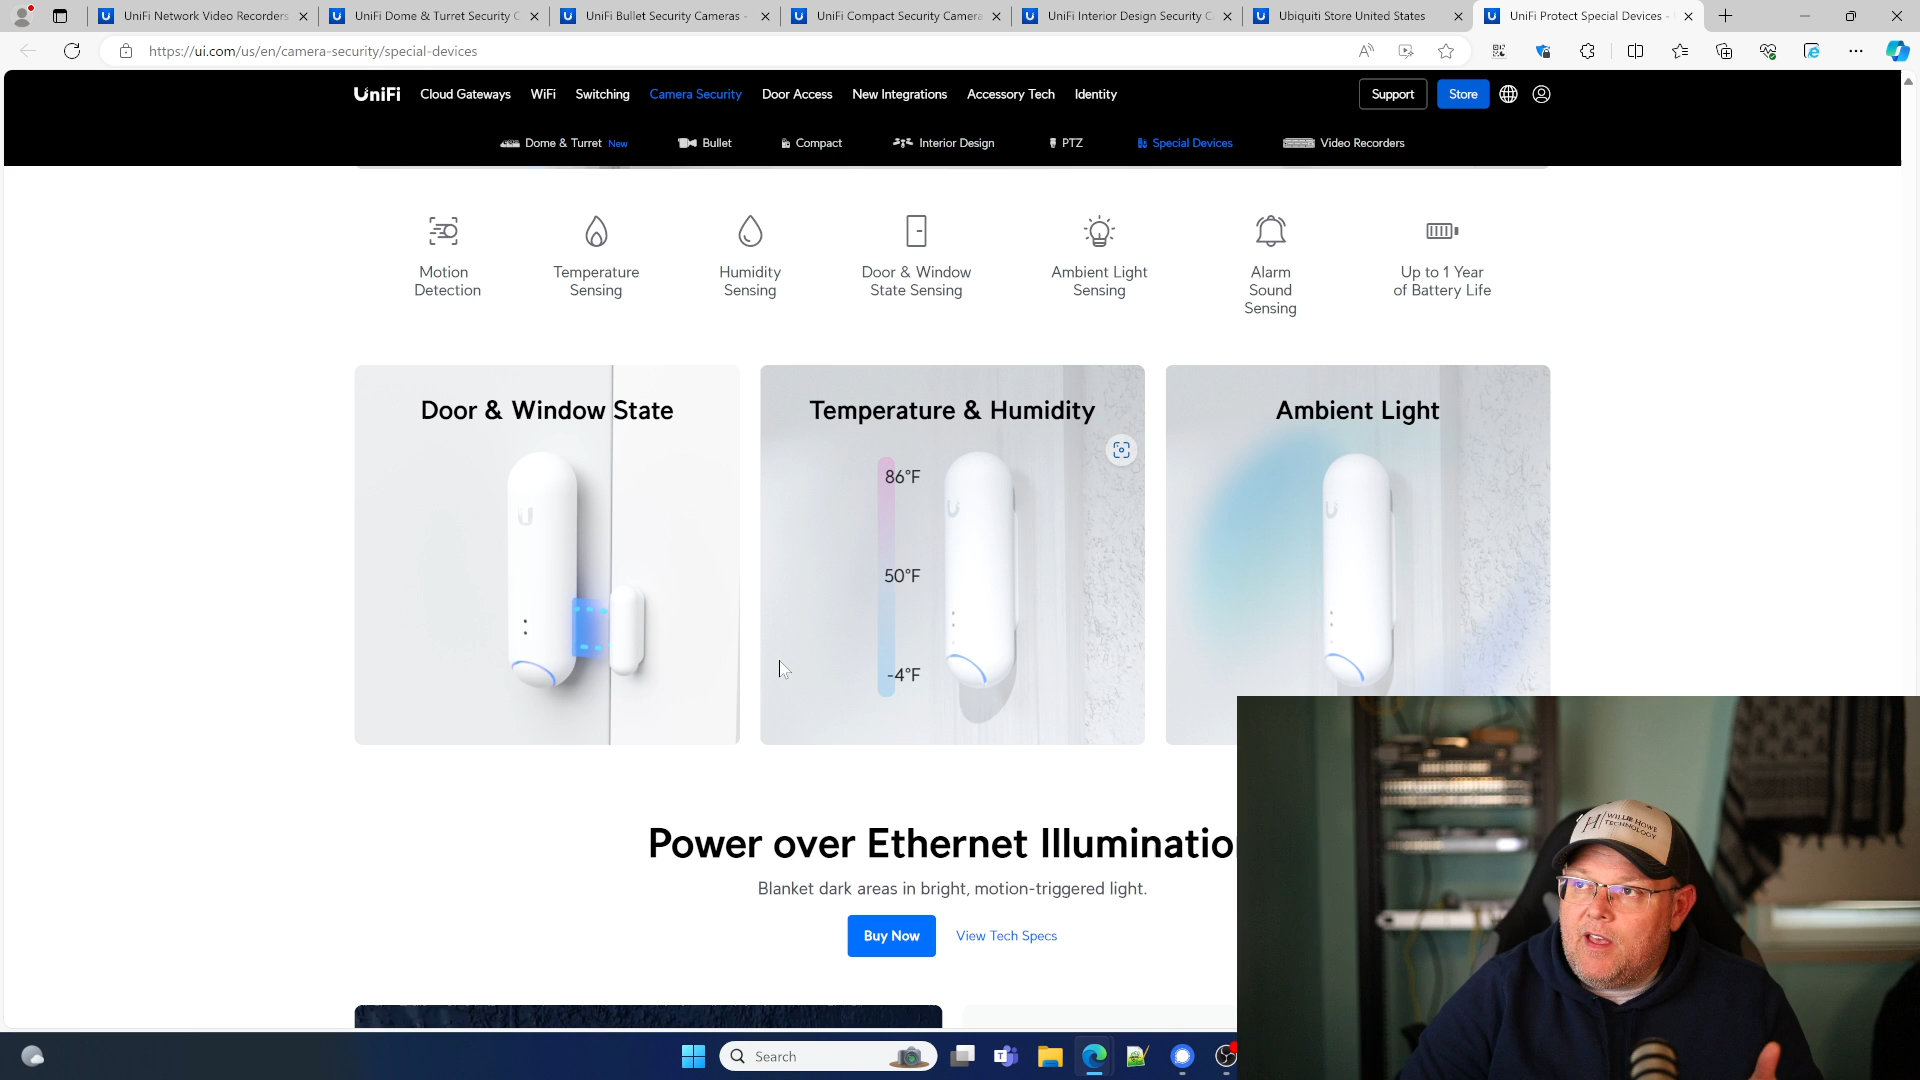 UniFi Network Video Recorders
UniFi Dome & Turret Security C
UniFi Bullet Security Cameras -
UniFi Compact Security Camera
UniFi Interior Design Security C
Ubiquiti Store United States
UniFi Protect Special Devices -
https://ui.com/us/en/camera-security/special-devices
UniFi Cloud Gateways WiFi Switching Camera Security Door Access New Integrations Accessory Tech Identity Support Store
Dome & Turret New Bullet Compact Interior Design PTZ Special Devices Video Recorders
Motion
Detection
Temperature
Sensing
Humidity
Sensing
Door & Window
State Sensing
Ambient Light
Sensing
Alarm
Sound
Sensing
Up to 1 Year
of Battery Life
Door & Window State
Temperature & Humidity
86°F
50°F
-4°F
Ambient Light
Power over Ethernet Illuminatio
Blanket dark areas in bright, motion-triggered light.
Buy Now View Tech Specs
WILLIE HOWE
TECHNOLOGY
Search